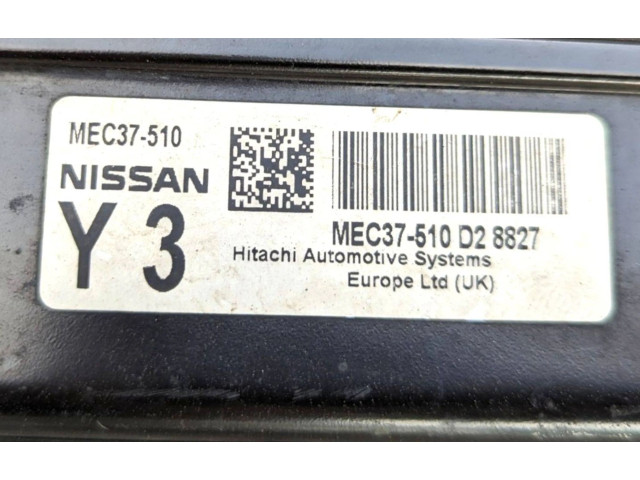 MEC37-510
NISSAN
Y 3
MEC37-510 D2 8827
Hitachi Automotive Systems
Europe Ltd (UK)